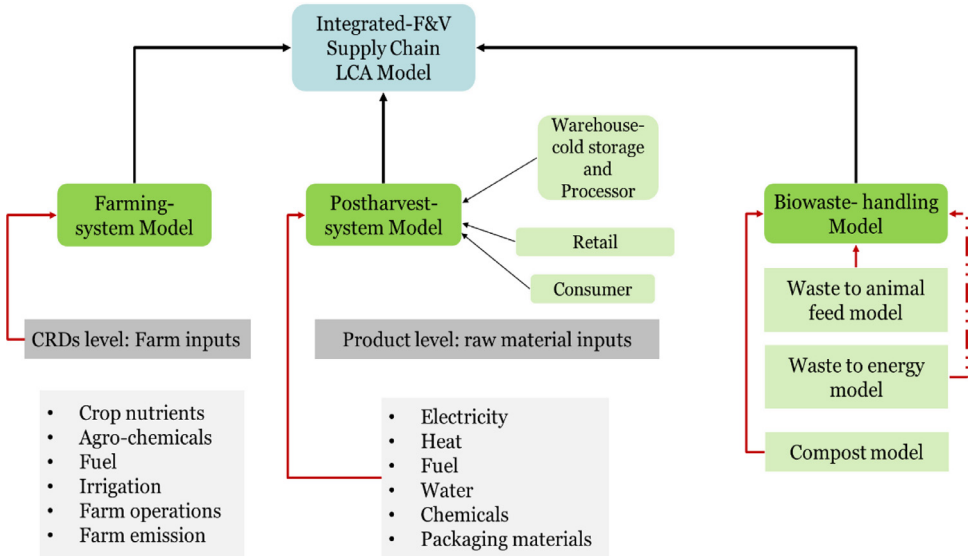 Integrated-F&V
Supply Chain
LCA Model
Warehouse-
cold storage
and
Processor
Farming-
system Model
Postharvest-
system Model
Biowaste- handling
Model
Retail
Consumer
Waste to animal
feed model
CRDs level: Farm inputs
Product level: raw material inputs
Waste to energy
model
• Crop nutrients
• Agro-chemicals
• Fuel
• Irrigation
• Farm operations
• Farm emission
• Electricity
• Heat
• Fuel
• Water
• Chemicals
• Packaging materials
Compost model